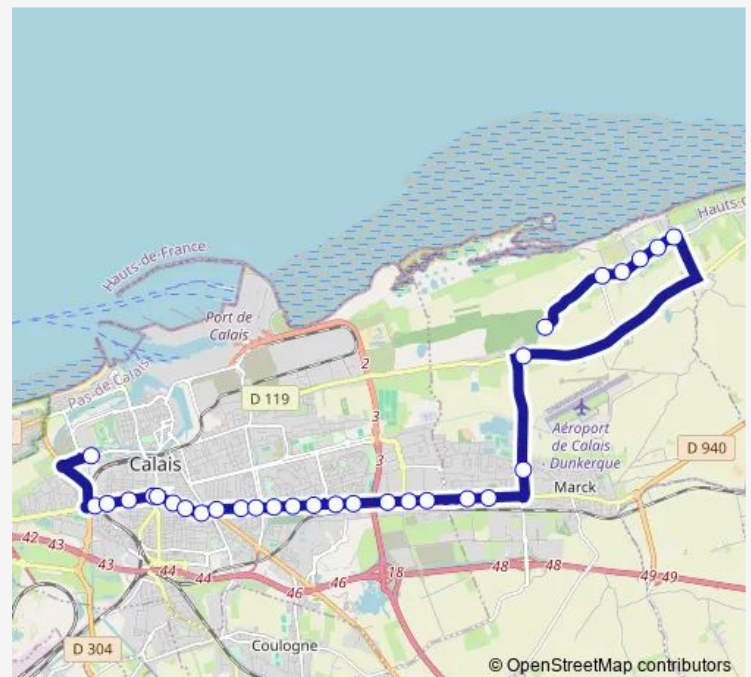 Hauts-de-France
Hauts-d
Port de
Calais
Pas-de-Calais
2
D 119
3
3
Aéroport
de Calais
- Dunkerque
D 940
Calais
Marck
42
43
43
44
44
46
46
18
48
48
49 49
D 304
Coulogne
© OpenStreetMap contributors